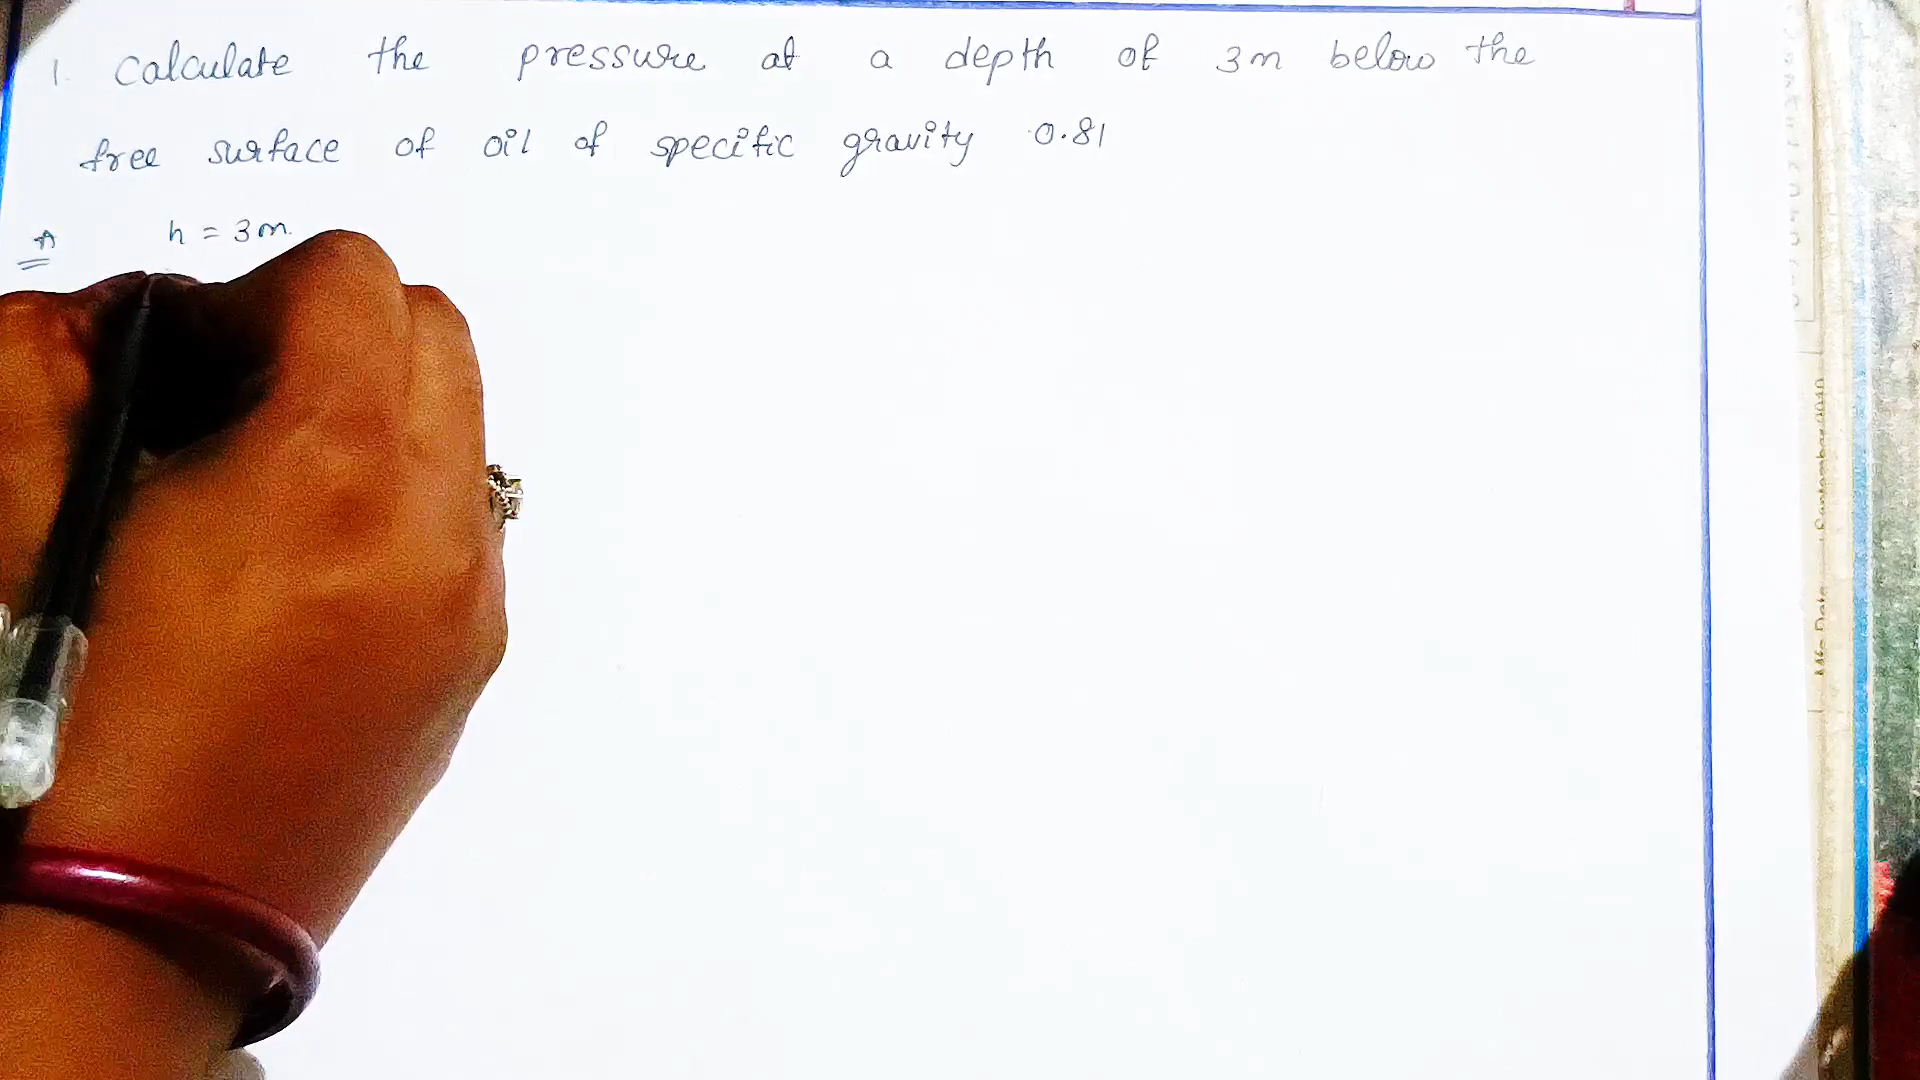 1. Calculate the pressure at a depth of 3m below the
free surface of oil of specific gravity 0.81
A h = 3m.